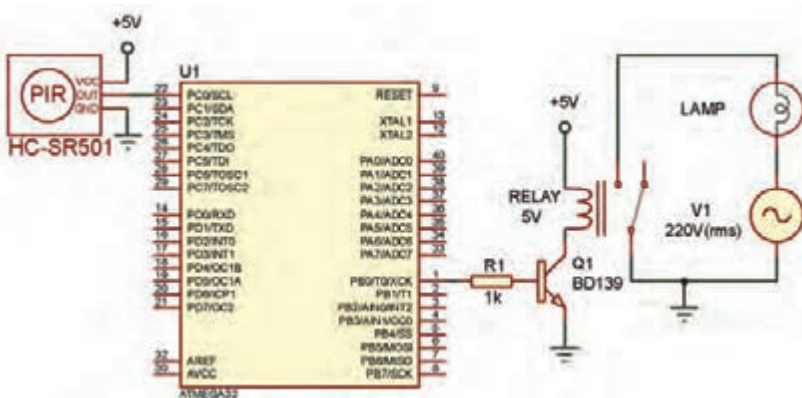 +5V
VCC
PIR
OUT
GND
HC-SR501
U1
22 PC0/SCL
23 PC1/SDA
24 PC2/TCK
25 PC3/TMS
26 PC4/TDO
27 PC5/TDI
28 PC6/TOSC1
29 PC7/TOSC2
14 PD0/RXD
15 PD1/TXD
16 PD2/INT0
17 PD3/INT1
18 PD4/OC1B
19 PD5/OC1A
20 PD6/ICP1
21 PD7/OC2
32 AREF
30 AVCC
RESET 9
XTAL1 13
XTAL2 12
PA0/ADC0 40
PA1/ADC1 39
PA2/ADC2 38
PA3/ADC3 37
PA4/ADC4 36
PA5/ADC5 35
PA6/ADC6 34
PA7/ADC7 33
PB0/T0/XCK 1
PB1/T1 2
PB2/AIN0/INT2 3
PB3/AIN1/OC0 4
PB4/SS 5
PB5/MOSI 6
PB6/MISO 7
PB7/SCK 8
ATMEGA32
R1
1k
+5V
RELAY
5V
Q1
BD139
LAMP
V1
220V(rms)